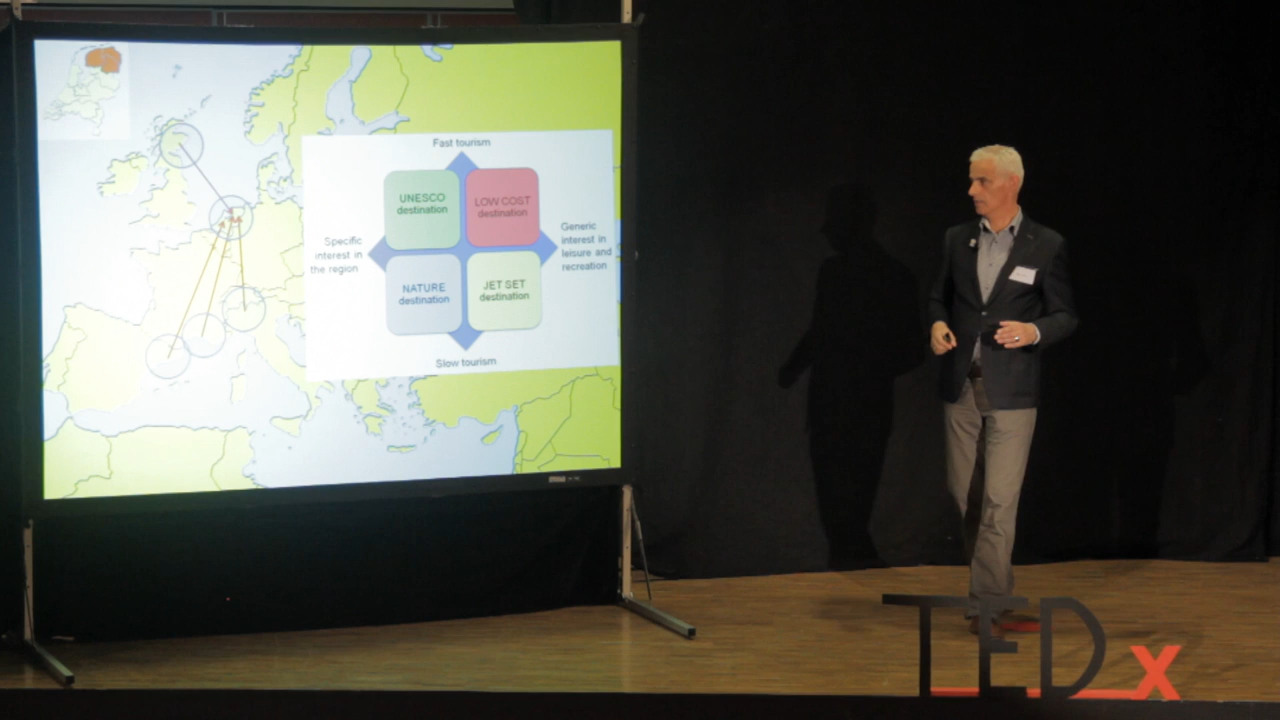 Fast tourism
UNESCO
destination
LOW COST
destination
Specific
interest in
the region
Generic
interest in
leisure and
recreation
NATURE
destination
JET SET
destination
Slow tourism
TEDx